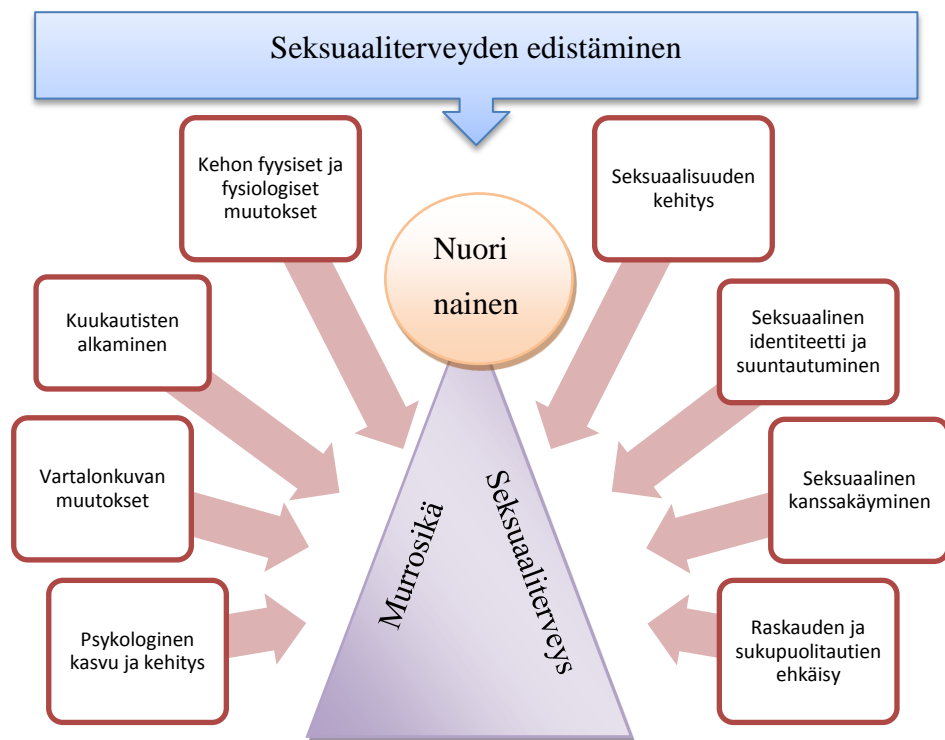 Seksuaaliterveyden edistäminen
Kehon fyysiset ja
fysiologiset
muutokset
Seksuaalisuuden
kehitys
Nuori
nainen
Kuukautisten
alkaminen
Seksuaalinen
identiteetti ja
suuntautuminen
Vartalonkuvan
muutokset
Seksuaalinen
kanssakäyminen
Psykologinen
kasvu ja kehitys
Raskauden ja
sukupuolitautien
ehkäisy
Murrosikä
Seksuaaliterveys